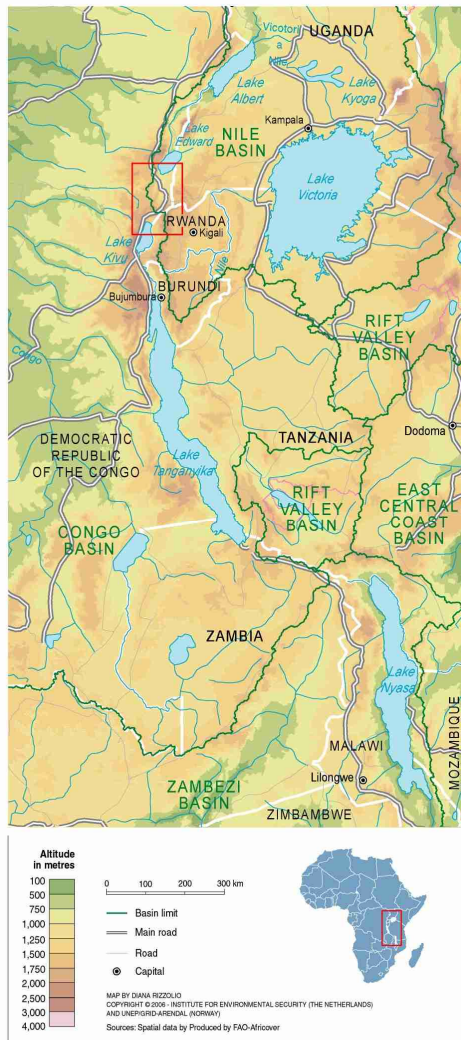 Vicotoril
a
Nile
UGANDA
Lake
Albert
Lake
Kyoga
Kampala
Lake
Edward
NILE
BASIN
Lake
Victoria
RWANDA
Kigali
Lake
Kivu
Nile
BURUNDI
Bujumbura
RIFT
VALLEY
BASIN
Congo
Dodoma
DEMOCRATIC
REPUBLIC
OF THE CONGO
TANZANIA
Lake
Tanganyika
RIFT
VALLEY
BASIN
EAST
CENTRAL
COAST
BASIN
CONGO
BASIN
ZAMBIA
Lake
Nyasa
MOZAMBIQUE
MALAWI
Lilongwe
ZAMBEZI
BASIN
ZIMBABWE
Altitude
in metres
100
500
750
1,000
1,250
1,500
1,750
2,000
2,500
3,000
4,000
0 100 200 300 km
Basin limit
Main road
Road
Capital
MAP BY DIANA RIZZOLIO
COPYRIGHT © 2006 - INSTITUTE FOR ENVIRONMENTAL SECURITY (THE NETHERLANDS)
AND UNEP/GRID-ARENDAL (NORWAY)
Sources: Spatial data by Produced by FAO-Africover